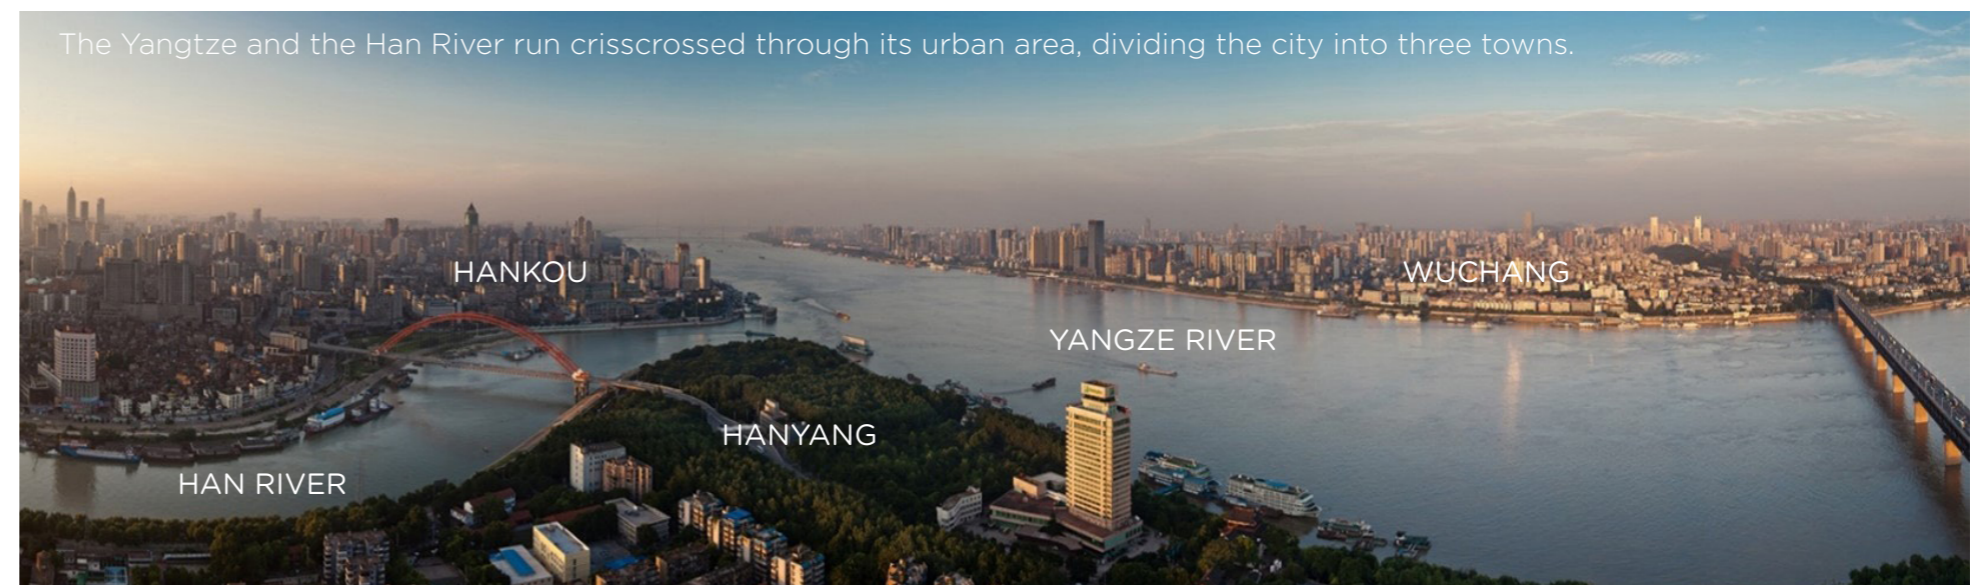 The Yangtze and the Han River run crisscrossed through its urban area, dividing the city into three towns.
HANKOU
WUCHANG
YANGZE RIVER
HANYANG
HAN RIVER